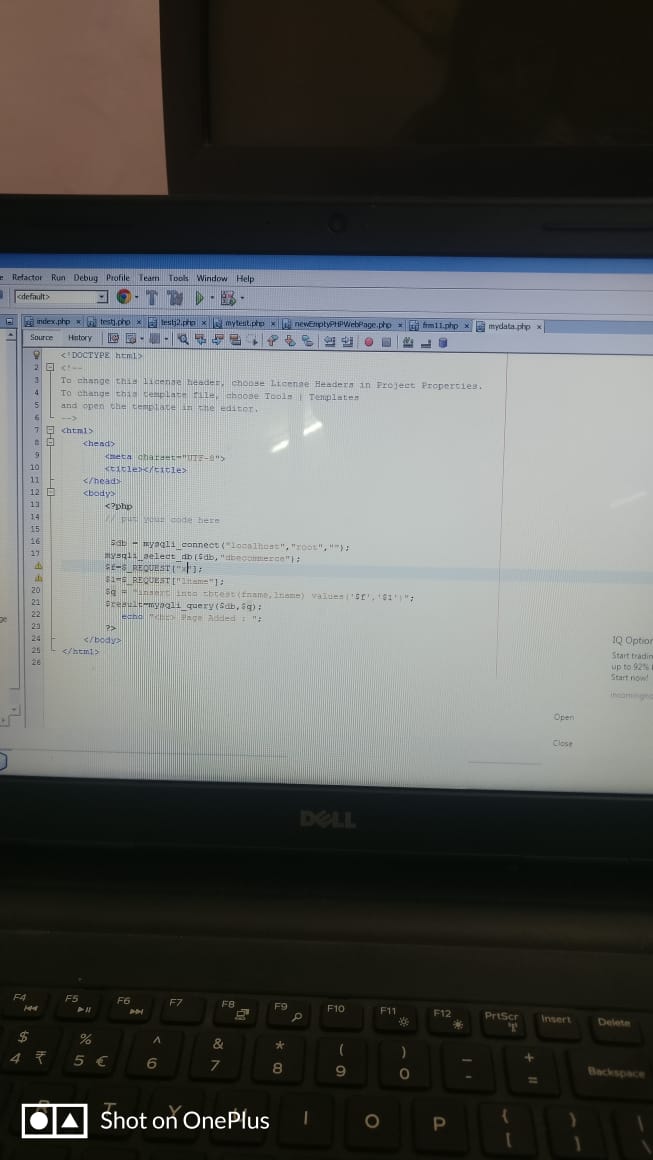 Refactor Run Debug Profile Team Tools Window Help
<default>
index.php × testj.php × testj2.php × mytest.php × newEmptyPHPWebPage.php × frm11.php × mydata.php ×
Source History
<!DOCTYPE html>
2 <!--
3 To change this license header, choose License Headers in Project Properties.
4 To change this template file, choose Tools | Templates
5 and open the template in the editor.
6 -->
7 <html>
8 <head>
9 <meta charset="UTF-8">
10 <title></title>
11 </head>
12 <body>
13 <?php
14 // put your code here
15
16 $db = mysqli_connect("localhost","root","");
17 mysqli_select_db($db,"dbecommerce");
$f=$_REQUEST["x"];
$l=$_REQUEST["lname"];
20 $q = "insert into tbtest(fname,lname) values('$f','$l')";
21 $result=mysqli_query($db,$q);
22 echo "<br> Page Added : ";
23 ?>
24 </body>
25 </html>
26
IQ Option
Start
up to 92%
Start now!
Open
Close
DELL
F4 F5 F6 F7 F8 F9 F10 F11 F12 PrtScr Insert Delete
$ % ^ & * ( ) _ +
4 ₹ 5 € 6 7 8 9 0 - = Backspace
I O P { }
[ ]
Shot on OnePlus